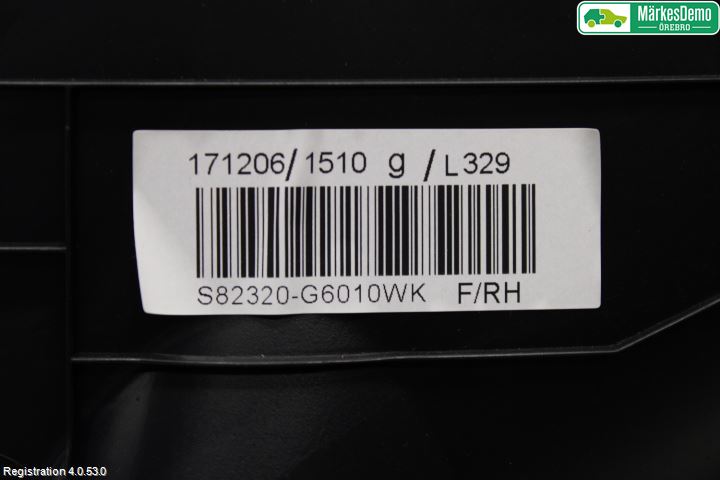 MärkesDemo
ÖREBRO
171206/1510 g/L329
S82320-G6010WK F/RH
Registration 4.0.53.0